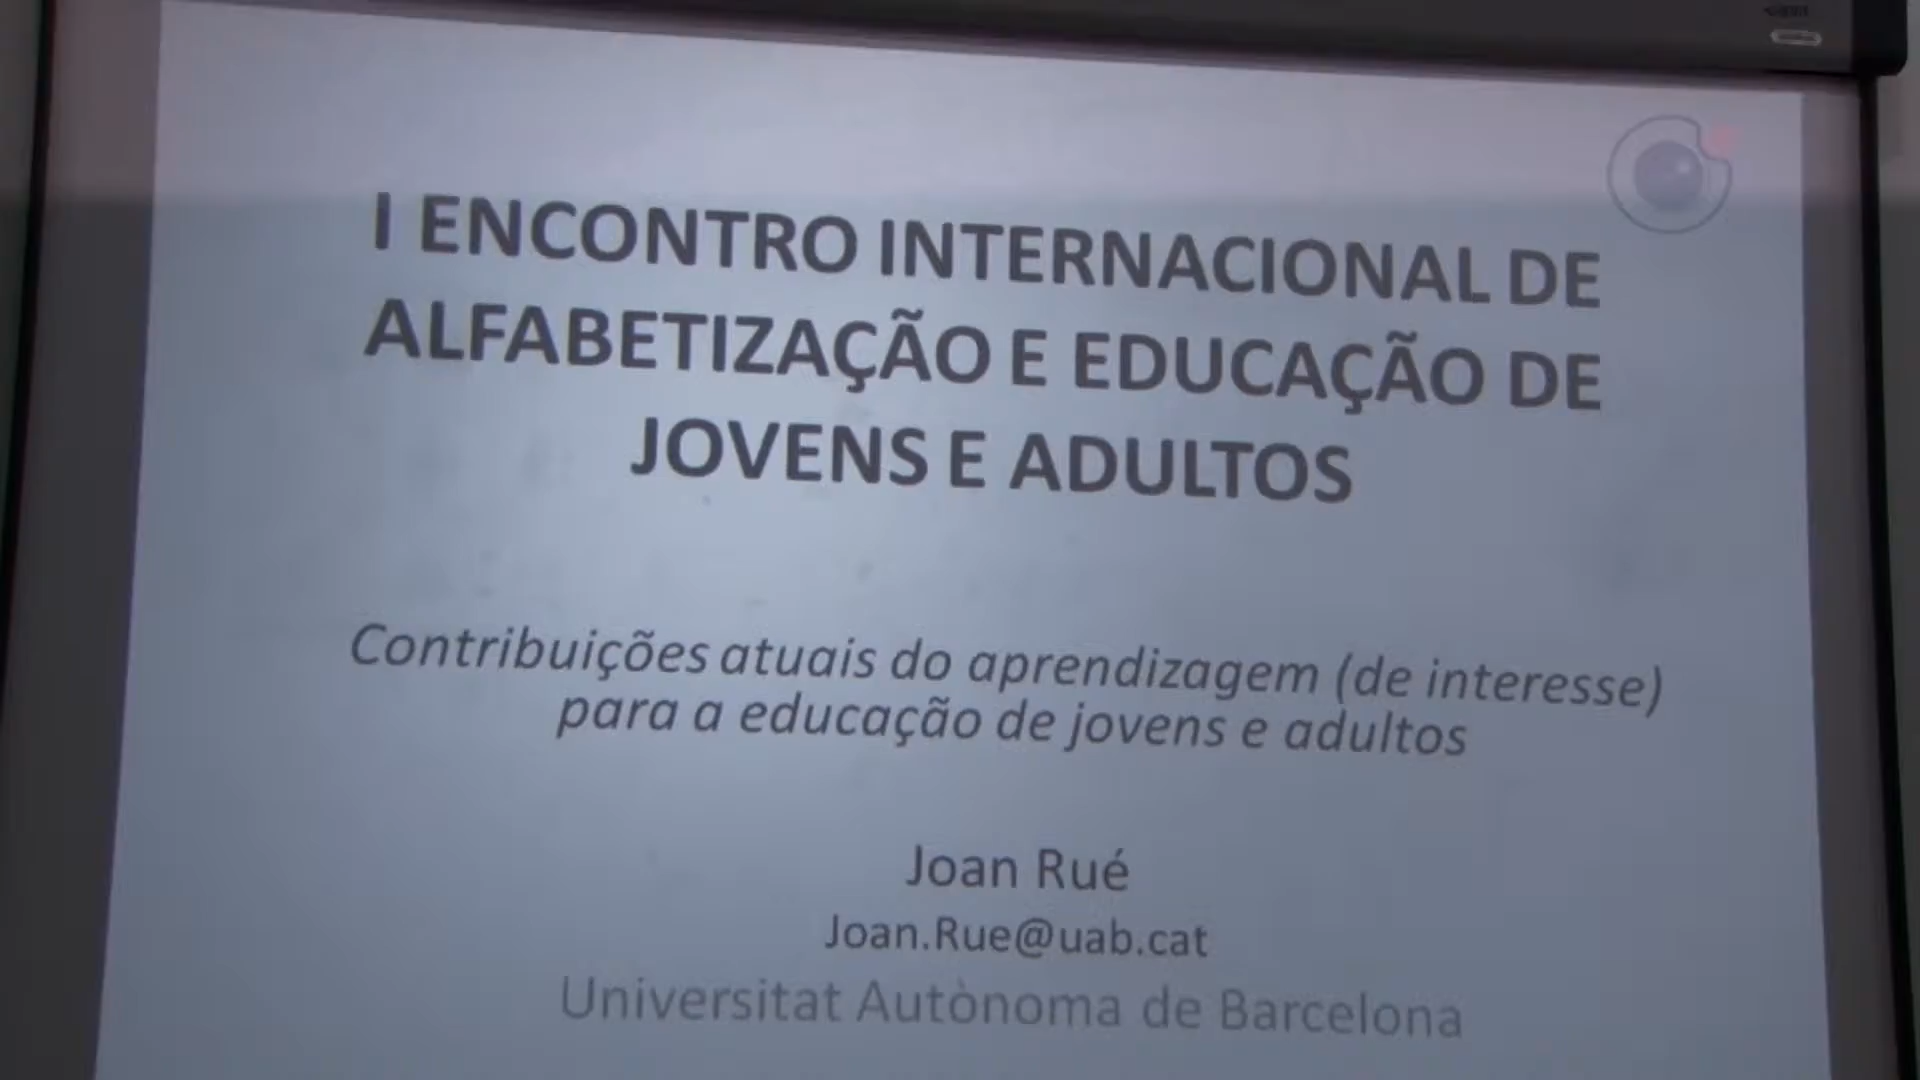 I ENCONTRO INTERNACIONAL DE
ALFABETIZAÇÃO E EDUCAÇÃO DE
JOVENS E ADULTOS
Contribuições atuais do aprendizagem (de interesse)
para a educação de jovens e adultos
Joan Rué
Joan.Rue@uab.cat
Universitat Autònoma de Barcelona